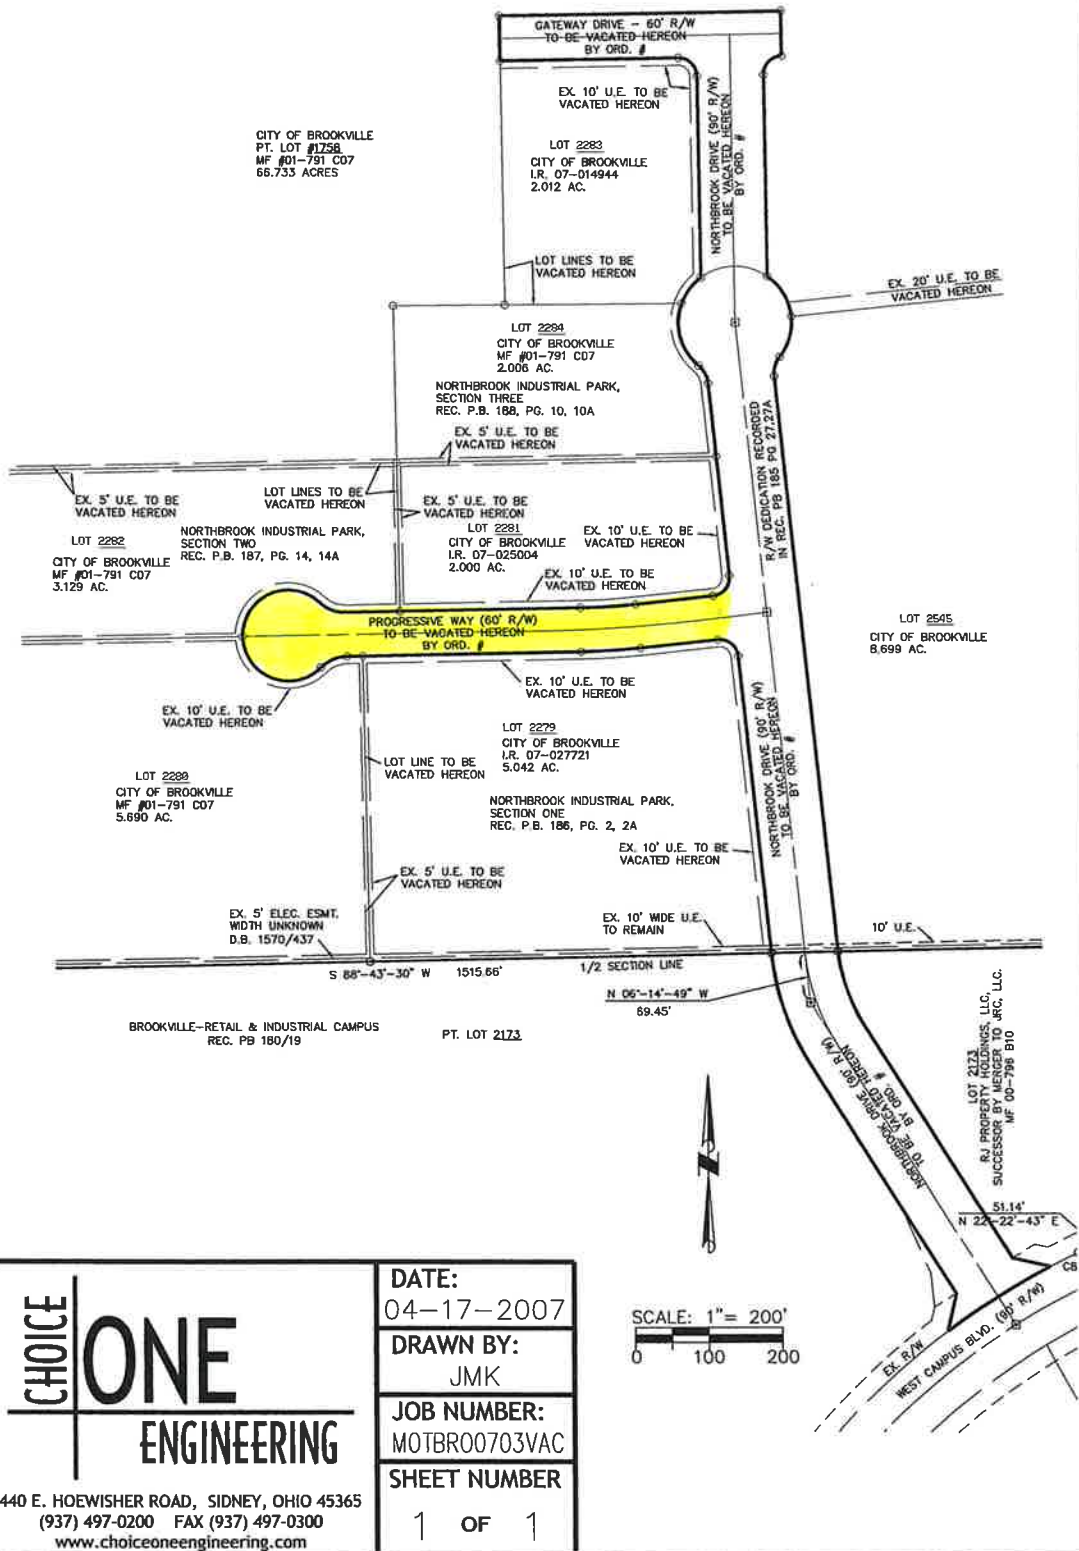 GATEWAY DRIVE - 60' R/W
TO BE VACATED HEREON
BY ORD. #
EX. 10' U.E. TO BE
VACATED HEREON
CITY OF BROOKVILLE
PT. LOT #1756
MF #01-791 C07
66.733 ACRES
LOT 2283
CITY OF BROOKVILLE
I.R. 07-014944
2.012 AC.
NORTHBROOK DRIVE (90' R/W)
TO BE VACATED HEREON
BY ORD. #
LOT LINES TO BE
VACATED HEREON
EX. 20' U.E. TO BE
VACATED HEREON
LOT 2284
CITY OF BROOKVILLE
MF #01-791 C07
2.006 AC.
NORTHBROOK INDUSTRIAL PARK,
SECTION THREE
REC. P.B. 188, PG. 10, 10A
EX. 5' U.E. TO BE
VACATED HEREON
R/W DEDICATION RECORDED
IN REC. PB 185 PG 27,27A
EX. 5' U.E. TO BE
VACATED HEREON
LOT LINES TO BE
VACATED HEREON
EX. 5' U.E. TO BE
VACATED HEREON
LOT 2282
CITY OF BROOKVILLE
MF #01-791 C07
3.129 AC.
NORTHBROOK INDUSTRIAL PARK,
SECTION TWO
REC. P.B. 187, PG. 14, 14A
LOT 2281
CITY OF BROOKVILLE
I.R. 07-025004
2.000 AC.
EX. 10' U.E. TO BE
VACATED HEREON
EX. 10' U.E. TO BE
VACATED HEREON
PROGRESSIVE WAY (60' R/W)
TO BE VACATED HEREON
BY ORD. #
LOT 2545
CITY OF BROOKVILLE
8.699 AC.
EX. 10' U.E. TO BE
VACATED HEREON
EX. 10' U.E. TO BE
VACATED HEREON
LOT 2279
CITY OF BROOKVILLE
I.R. 07-027721
5.042 AC.
NORTHBROOK DRIVE (90' R/W)
TO BE VACATED HEREON
BY ORD. #
LOT LINE TO BE
VACATED HEREON
LOT 2280
CITY OF BROOKVILLE
MF #01-791 C07
5.690 AC.
NORTHBROOK INDUSTRIAL PARK,
SECTION ONE
REC. P.B. 186, PG. 2, 2A
EX. 10' U.E. TO BE
VACATED HEREON
EX. 5' U.E. TO BE
VACATED HEREON
EX. 5' ELEC. ESMT.
WIDTH UNKNOWN
D.B. 1570/437
EX. 10' WIDE U.E.
TO REMAIN
10' U.E.
S 88°-43'-30" W 1515.66'
1/2 SECTION LINE
N 06°-14'-49" W
69.45'
BROOKVILLE-RETAIL & INDUSTRIAL CAMPUS
REC. PB 180/19
PT. LOT 2173
NORTHBROOK DRIVE (90' R/W)
TO BE VACATED HEREON
BY ORD. #
LOT 2173
RJ PROPERTY HOLDINGS, LLC,
SUCCESSOR BY MERGER TO JRC, LLC.
MF 00-796 B10
N
51.14'
N 22°-22'-43" E
CB
EX. R/W
WEST CAMPUS BLVD. (90' R/W)
SCALE: 1"= 200'
0 100 200
CHOICE
ONE
ENGINEERING
440 E. HOEWISHER ROAD, SIDNEY, OHIO 45365
(937) 497-0200 FAX (937) 497-0300
www.choiceoneengineering.com
DATE:
04-17-2007
DRAWN BY:
JMK
JOB NUMBER:
MOTBRO0703VAC
SHEET NUMBER
1 OF 1